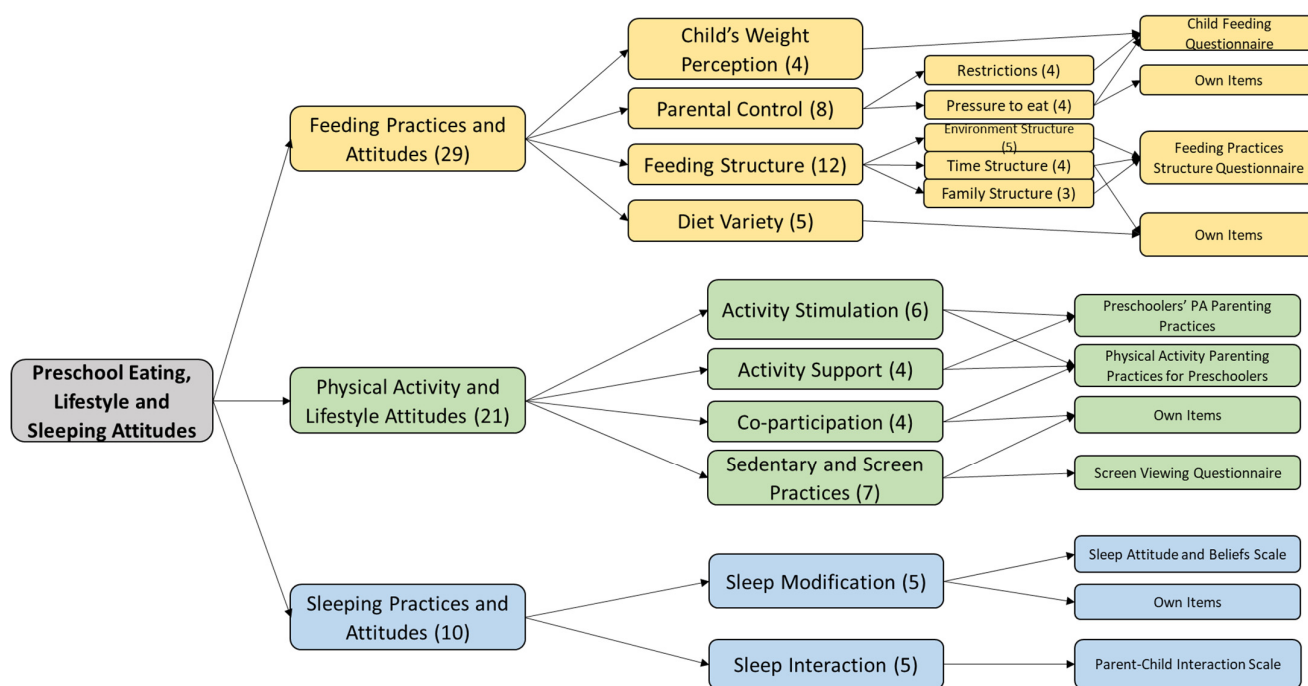 Preschool Eating,
Lifestyle and
Sleeping Attitudes
Feeding Practices and
Attitudes (29)
Child's Weight
Perception (4)
Parental Control (8)
Feeding Structure (12)
Diet Variety (5)
Restrictions (4)
Pressure to eat (4)
Environment Structure
(5)
Time Structure (4)
Family Structure (3)
Child Feeding
Questionnaire
Own Items
Feeding Practices
Structure Questionnaire
Own Items
Physical Activity and
Lifestyle Attitudes (21)
Activity Stimulation (6)
Activity Support (4)
Co-participation (4)
Sedentary and Screen
Practices (7)
Preschoolers' PA Parenting
Practices
Physical Activity Parenting
Practices for Preschoolers
Own Items
Screen Viewing Questionnaire
Sleeping Practices and
Attitudes (10)
Sleep Modification (5)
Sleep Interaction (5)
Sleep Attitude and Beliefs Scale
Own Items
Parent-Child Interaction Scale